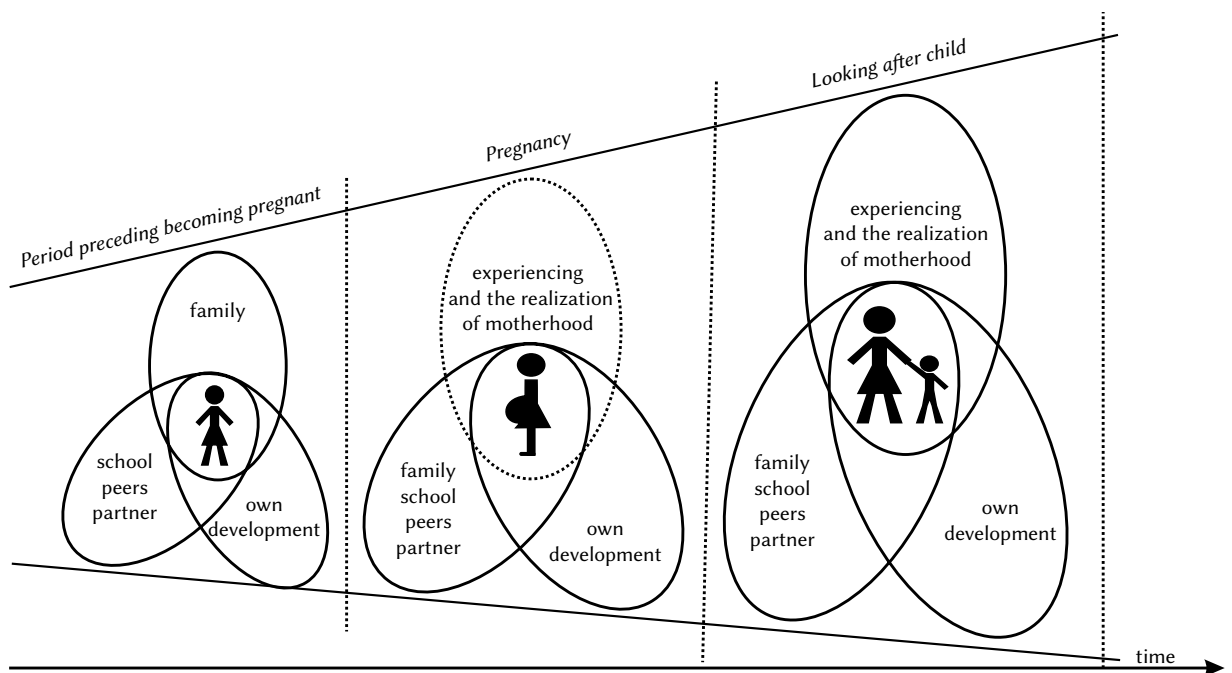 Period preceding becoming pregnant
family
school
peers
partner
own
development
Pregnancy
experiencing
and the realization
of motherhood
family
school
peers
partner
own
development
Looking after child
experiencing
and the realization
of motherhood
family
school
peers
partner
own
development
time